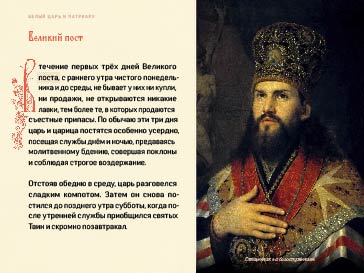 БЕЛЫЙ ЦАРЬ И ПАТРИАРХ
Великий пост
В течение первых трёх дней Великого
поста, с раннего утра чистого понедель-
ника и до среды, не бывает у них ни купли,
ни продажи, не открываются никакие
лавки, тем более те, в которых продаются
съестные припасы. По обычаю эти три дня
царь и царица постятся особенно усердно,
посещая службы днём и ночью, предаваясь
молитвенному бдению, совершая поклоны
и соблюдая строгое воздержание.
Отстояв обедню в среду, царь разговелся
сладким компотом. Затем он снова по-
стился до позднего утра субботы, когда по-
сле утренней службы приобщился святых
Таин и скромно позавтракал.